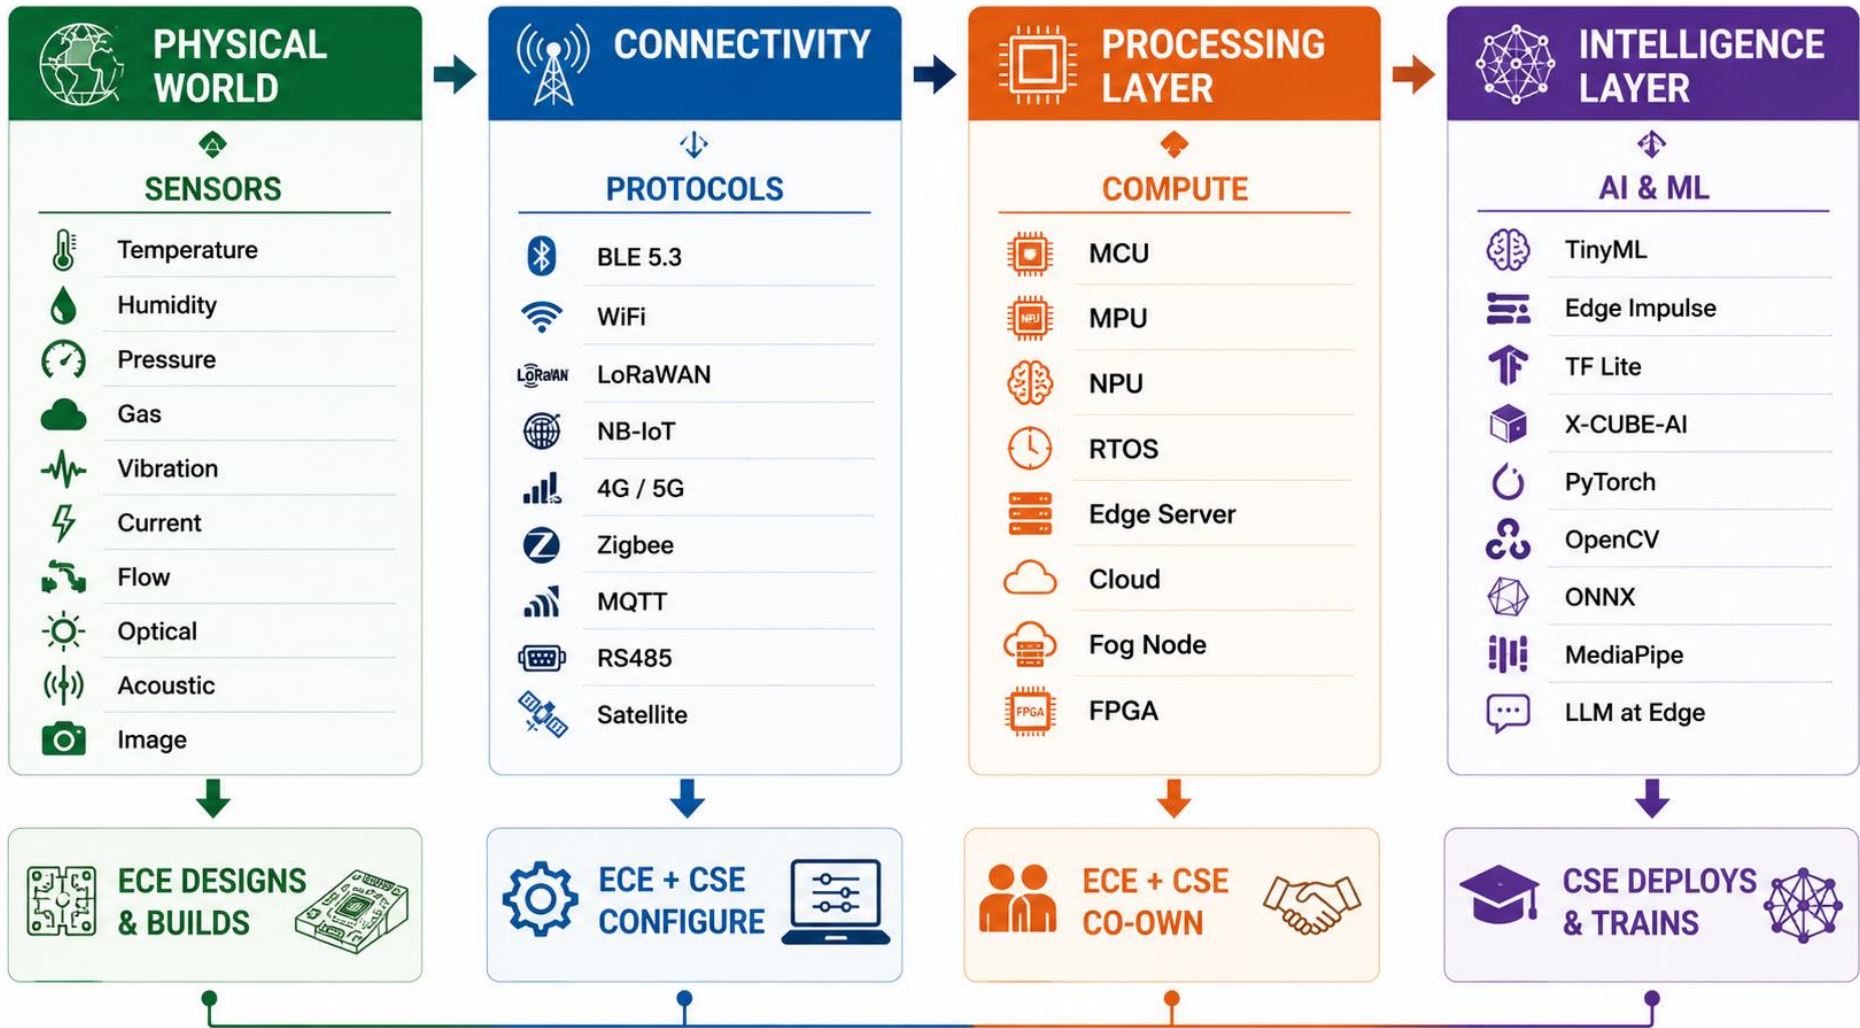 PHYSICAL
WORLD
SENSORS
Temperature
Humidity
Pressure
Gas
Vibration
Current
Flow
Optical
Acoustic
Image
ECE DESIGNS
& BUILDS
CONNECTIVITY
PROTOCOLS
BLE 5.3
WiFi
LoRaWAN LoRaWAN
NB-IoT
4G / 5G
Zigbee
MQTT
RS485
Satellite
ECE + CSE
CONFIGURE
PROCESSING
LAYER
COMPUTE
MCU
MPU
NPU
RTOS
Edge Server
Cloud
Fog Node
FPGA FPGA
ECE + CSE
CO-OWN
INTELLIGENCE
LAYER
AI & ML
TinyML
Edge Impulse
TF Lite
X-CUBE-AI
PyTorch
OpenCV
ONNX
MediaPipe
LLM at Edge
CSE DEPLOYS
& TRAINS